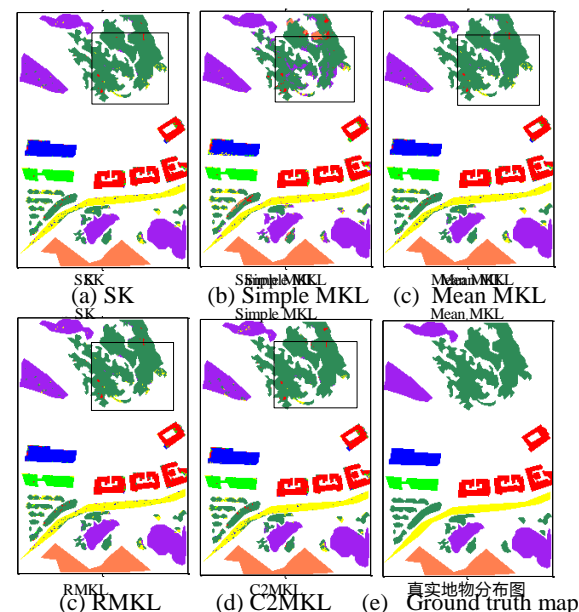 SK
Simple MKL
Mean MKL
(a) SK
(b) Simple MKL
(c) Mean MKL
SK
Simple MKL
Mean MKL
RMKL
C2MKL
真实地物分布图
(c) RMKL
(d) C2MKL
(e) Ground truth map